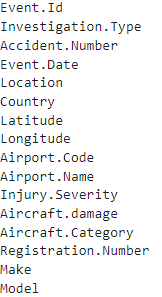 Event.Id
Investigation.Type
Accident.Number
Event.Date
Location
Country
Latitude
Longitude
Airport.Code
Airport.Name
Injury.Severity
Aircraft.damage
Aircraft.Category
Registration.Number
Make
Model